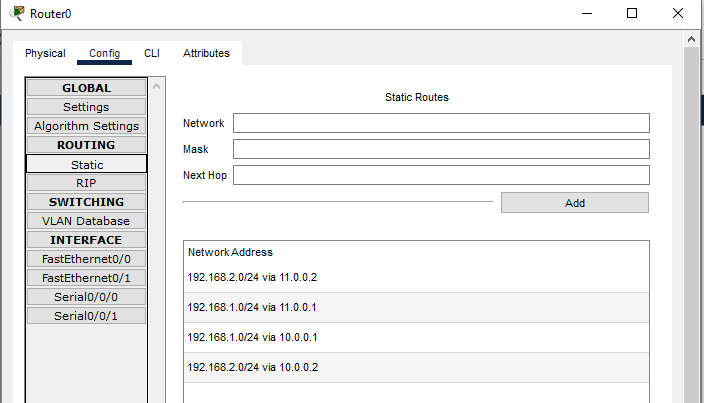 Router0
Physical Config CLI Attributes
GLOBAL
Settings
Algorithm Settings
ROUTING
Static
RIP
SWITCHING
VLAN Database
INTERFACE
FastEthernet0/0
FastEthernet0/1
Serial0/0/0
Serial0/0/1
Static Routes
Network
Mask
Next Hop
Add
Network Address
192.168.2.0/24 via 11.0.0.2
192.168.1.0/24 via 11.0.0.1
192.168.1.0/24 via 10.0.0.1
192.168.2.0/24 via 10.0.0.2